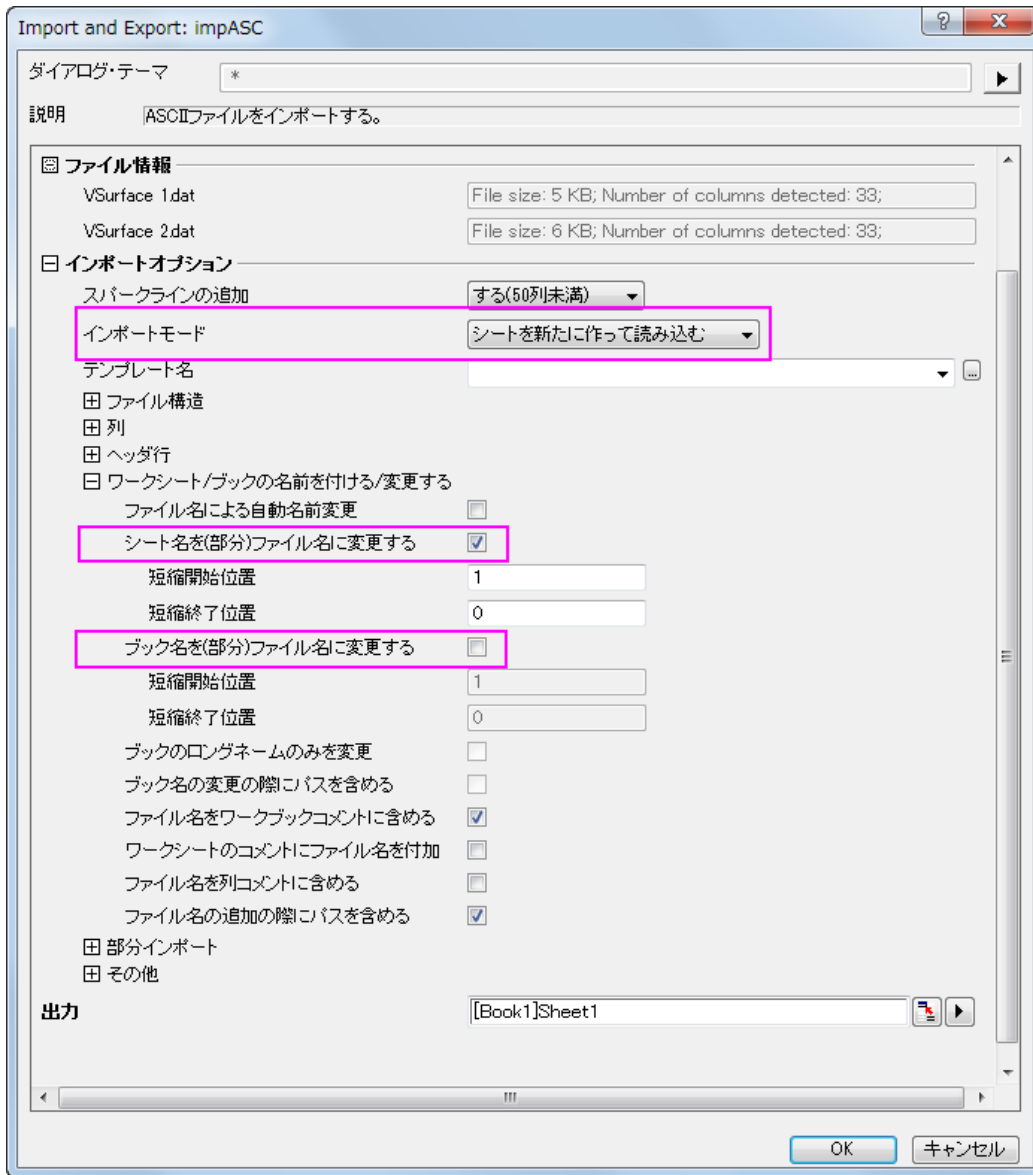 Import and Export: impASC
ダイアログ・テーマ *
説明 ASCIIファイルをインポートする。
ファイル情報
VSurface 1.dat File size: 5 KB; Number of columns detected: 33;
VSurface 2.dat File size: 6 KB; Number of columns detected: 33;
インポートオプション
スパークラインの追加 する(50列未満)
インポートモード シートを新たに作って読み込む
テンプレート名 ...
ファイル構造
列
ヘッダ行
ワークシート/ブックの名前を付ける/変更する
ファイル名による自動名前変更
シート名を(部分)ファイル名に変更する
短縮開始位置 1
短縮終了位置 0
ブック名を(部分)ファイル名に変更する
短縮開始位置 1
短縮終了位置 0
ブックのロングネームのみを変更
ブック名の変更の際にパスを含める
ファイル名をワークブックコメントに含める
ワークシートのコメントにファイル名を付加
ファイル名を列コメントに含める
ファイル名の追加の際にパスを含める
部分インポート
その他
出力 [Book1]Sheet1
OK キャンセル